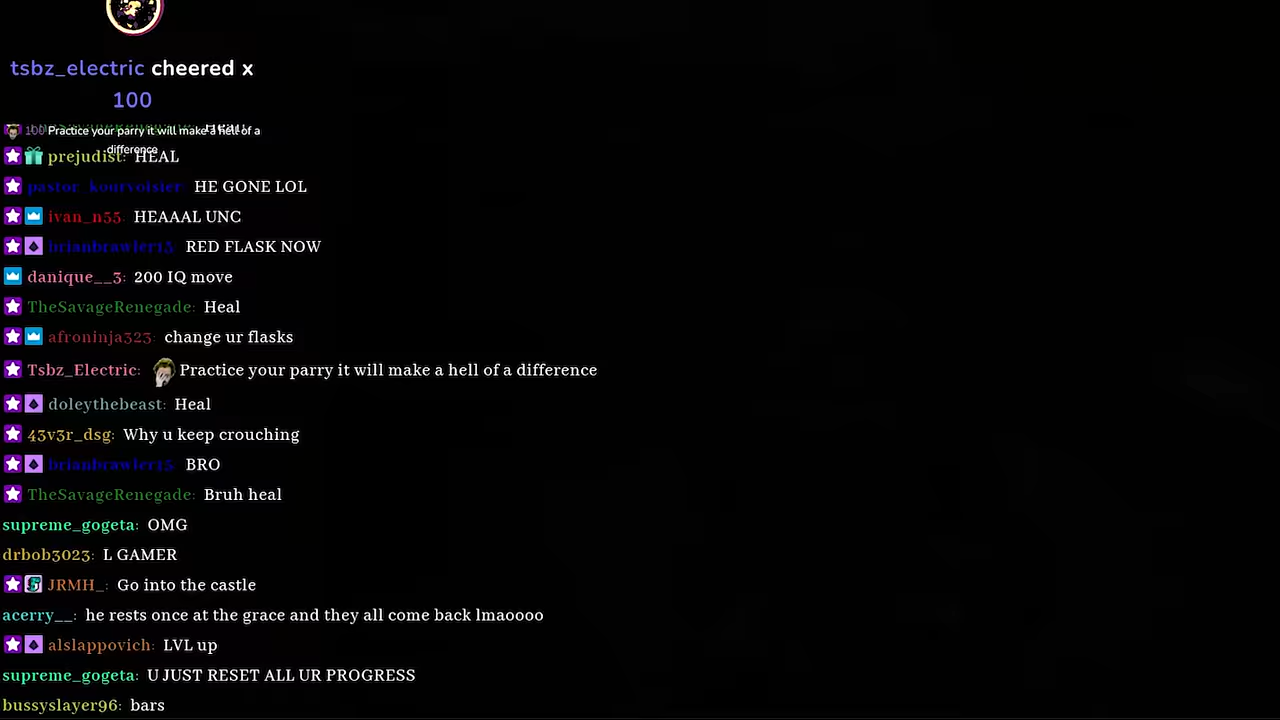 tsbz_electric cheered x
100
100 Practice your parry it will make a hell of a
difference
prejudist: HEAL
pastor_kourvoisier: HE GONE LOL
ivan_n55: HEAAAL UNC
brianbrawler15: RED FLASK NOW
danique__3: 200 IQ move
TheSavageRenegade: Heal
afroninja323: change ur flasks
Tsbz_Electric: Practice your parry it will make a hell of a difference
doleythebeast: Heal
43v3r_dsg: Why u keep crouching
brianbrawler15: BRO
TheSavageRenegade: Bruh heal
supreme_gogeta: OMG
drbob3023: L GAMER
JRMH_: Go into the castle
acerry__: he rests once at the grace and they all come back lmaoooo
alslappovich: LVL up
supreme_gogeta: U JUST RESET ALL UR PROGRESS
bussyslayer96: bars